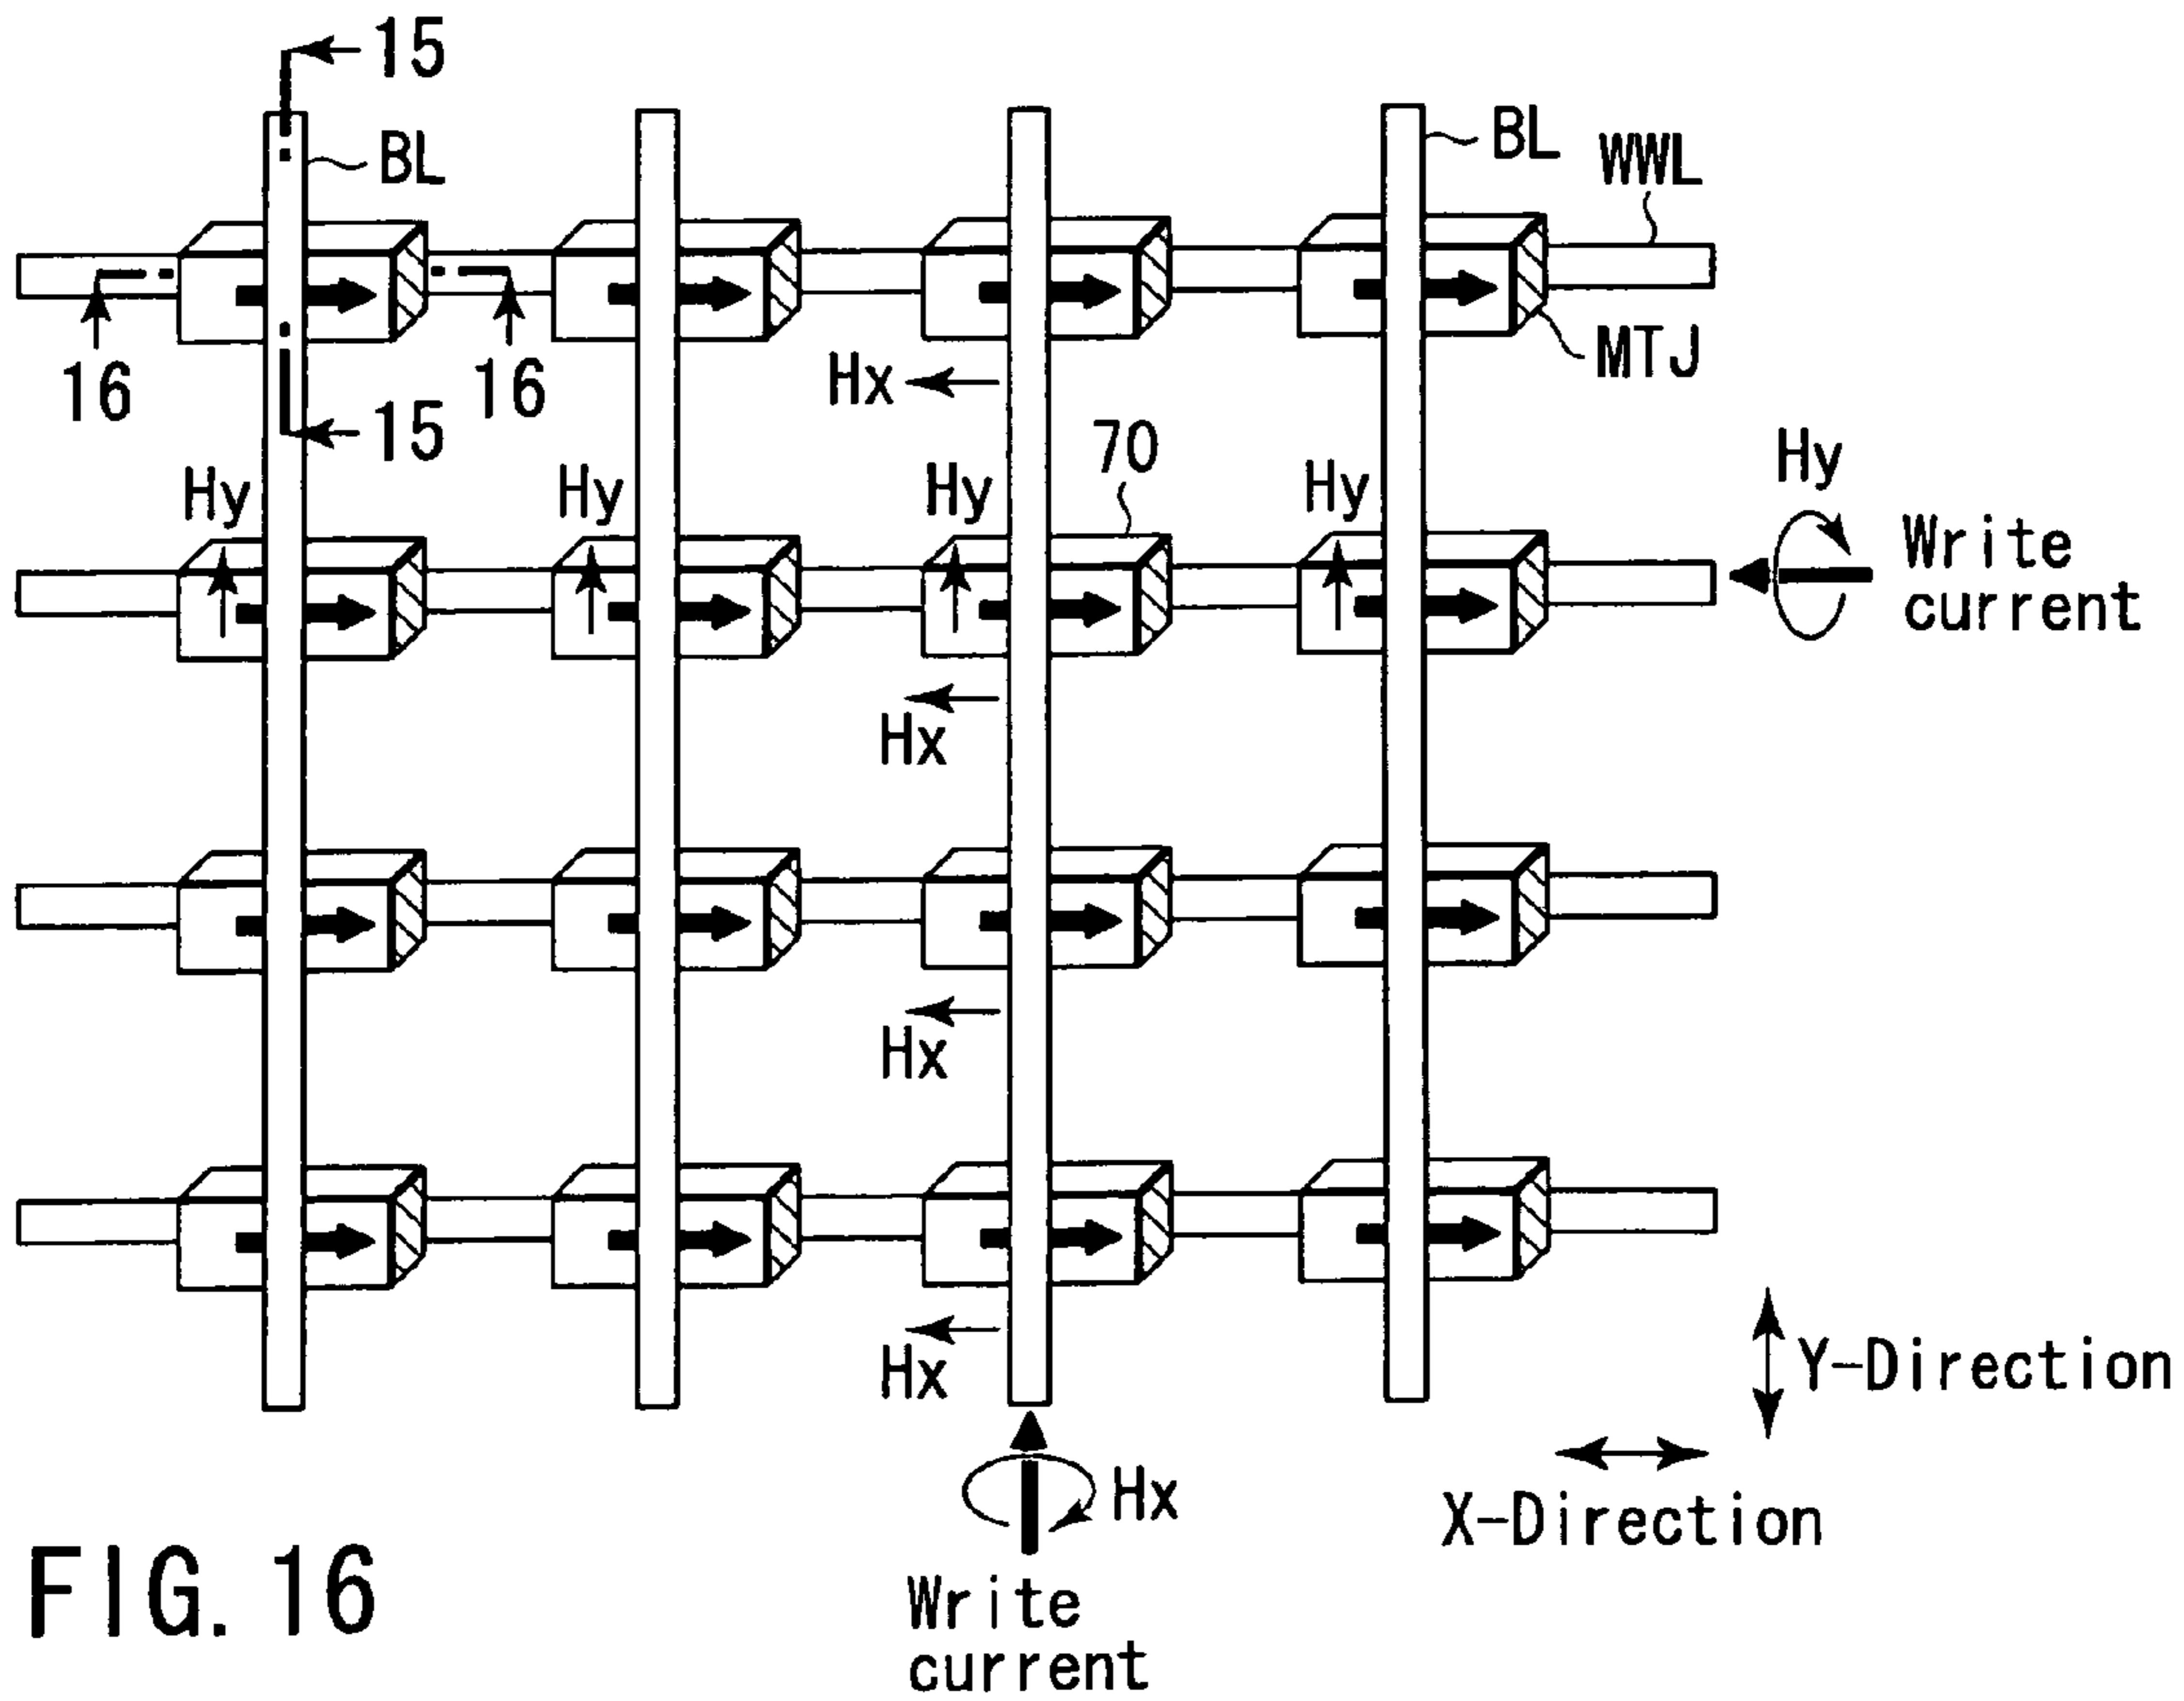 15
BL
BL
WWL
16
16
15
Hx
MTJ
70
Hy
Hy
Hy
Hy
Hy
Write
current
Hx
Hx
Hx
Y-Direction
X-Direction
Hx
Write
current
FIG. 16